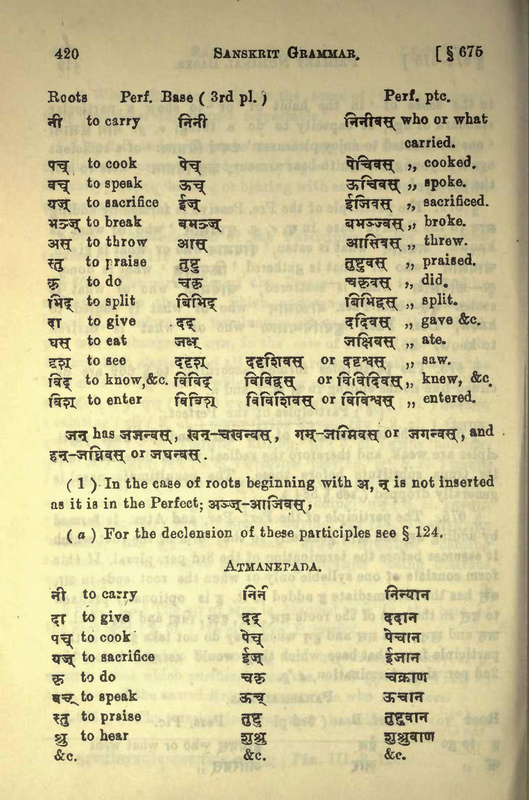 420 SANSKRIT GRAMMAR. [ § 675
Roots Perf. Base ( 3rd pl. ) Perf. ptc.
नी to carry निनी निनीवस् who or what
carried.
पच् to cook पेच् पेचिवस् „ cooked.
वच् to speak ऊच् ऊचिवस् „ spoke.
यज् to sacrifice ईज् ईजिवस् „ sacrificed.
भञ्ज् to break बभञ्ज् बभञ्ज्वस् „ broke.
अस् to throw आस् आसिवस् „ threw.
स्तु to praise तुष्टु तुष्टुवस् „ praised.
कृ to do चकृ चकृवस् „ did.
भिद् to split बिभिद् बिभिद्वस् „ split.
दा to give दद् ददिवस् „ gave &c.
घस् to eat जक्ष् जक्षिवस् „ ate.
दृश् to see ददृश् ददृशिवस् or ददृश्वस् „ saw.
विद् to know,&c. विविद् विविद्वस् or विविदिवस् „ knew, &c.
विश् to enter विविश् विविशिवस् or विविश्वस् „ entered.
जन् has जजन्वस्, खन्-चखन्वस्, गम्-जग्मिवस् or जगन्वस्, and
हन्-जघ्निवस् or जघन्वस्.
( 1 ) In the case of roots beginning with अ, न् is not inserted
as it is in the Perfect; अञ्ज्-आजिवस्,
( a ) For the declension of these participles see § 124.
ATMANEPADA.
नी to carry निनी निन्यान
दा to give दद् ददान
पच् to cook पेच् पेचान
यज् to sacrifice ईज् ईजान
कृ to do चकृ चक्राण
वच् to speak ऊच् ऊचान
स्तु to praise तुष्टु तुष्टुवान
श्रु to hear शुश्रु शुश्रुवाण
&c. &c. &c.